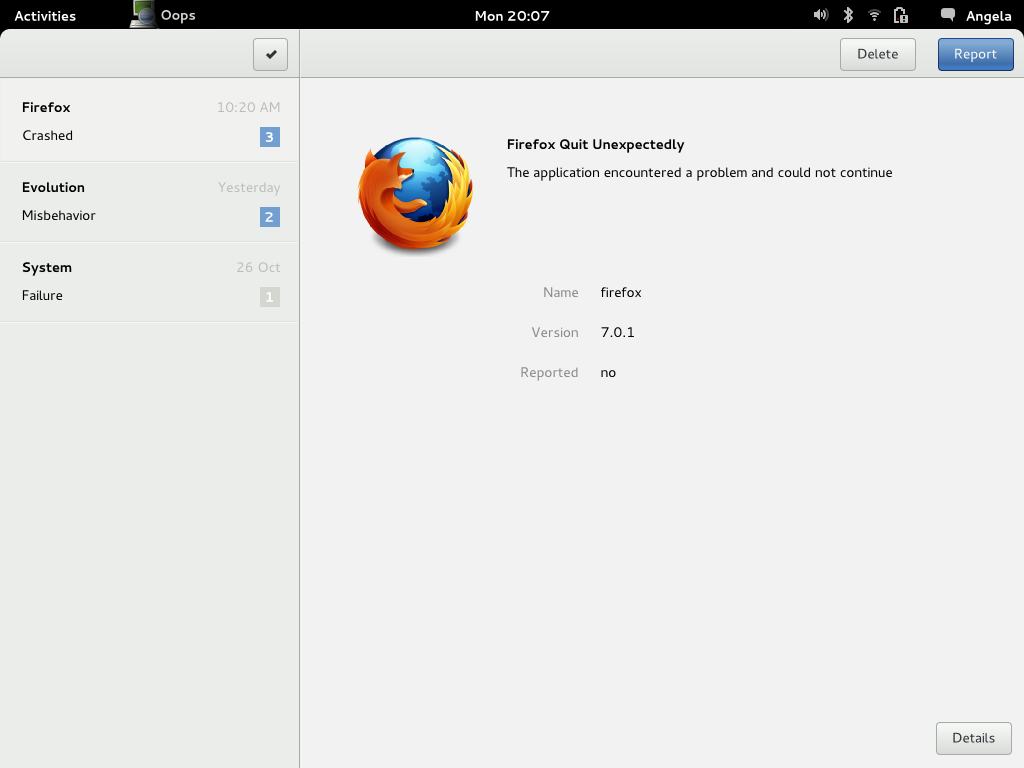 Activities Oops Mon 20:07 Angela
Delete Report
Firefox 10:20 AM
Crashed 3
Evolution Yesterday
Misbehavior 2
System 26 Oct
Failure 1
Firefox Quit Unexpectedly
The application encountered a problem and could not continue
Name firefox
Version 7.0.1
Reported no
Details